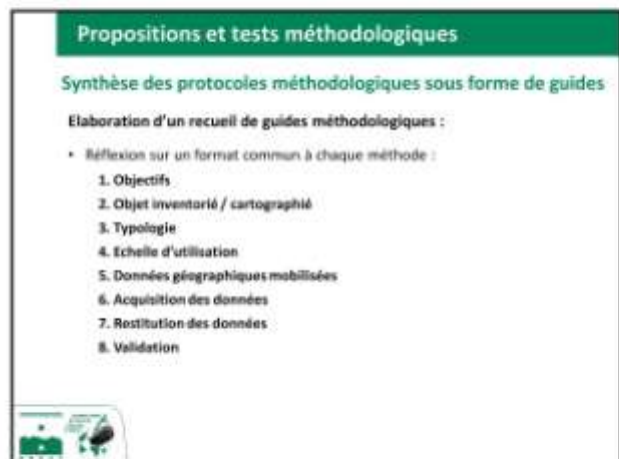 Propositions et tests méthodologiques
Synthèse des protocoles méthodologiques sous forme de guides
Elaboration d'un recueil de guides méthodologiques :
• Réflexion sur un format commun à chaque méthode :
1. Objectifs
2. Objet inventorié / cartographié
3. Typologie
4. Echelle d'utilisation
5. Données géographiques mobilisées
6. Acquisition des données
7. Restitution des données
8. Validation